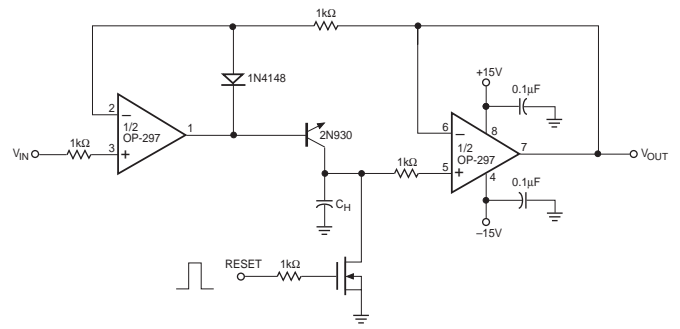 1kΩ
1N4148
+15V
0.1µF
2
−
1/2
OP-297
+
3
1
VIN
1kΩ
2N930
6
−
1/2
OP-297
+
5
8
7
4
VOUT
1kΩ
CH
0.1µF
–15V
RESET
1kΩ